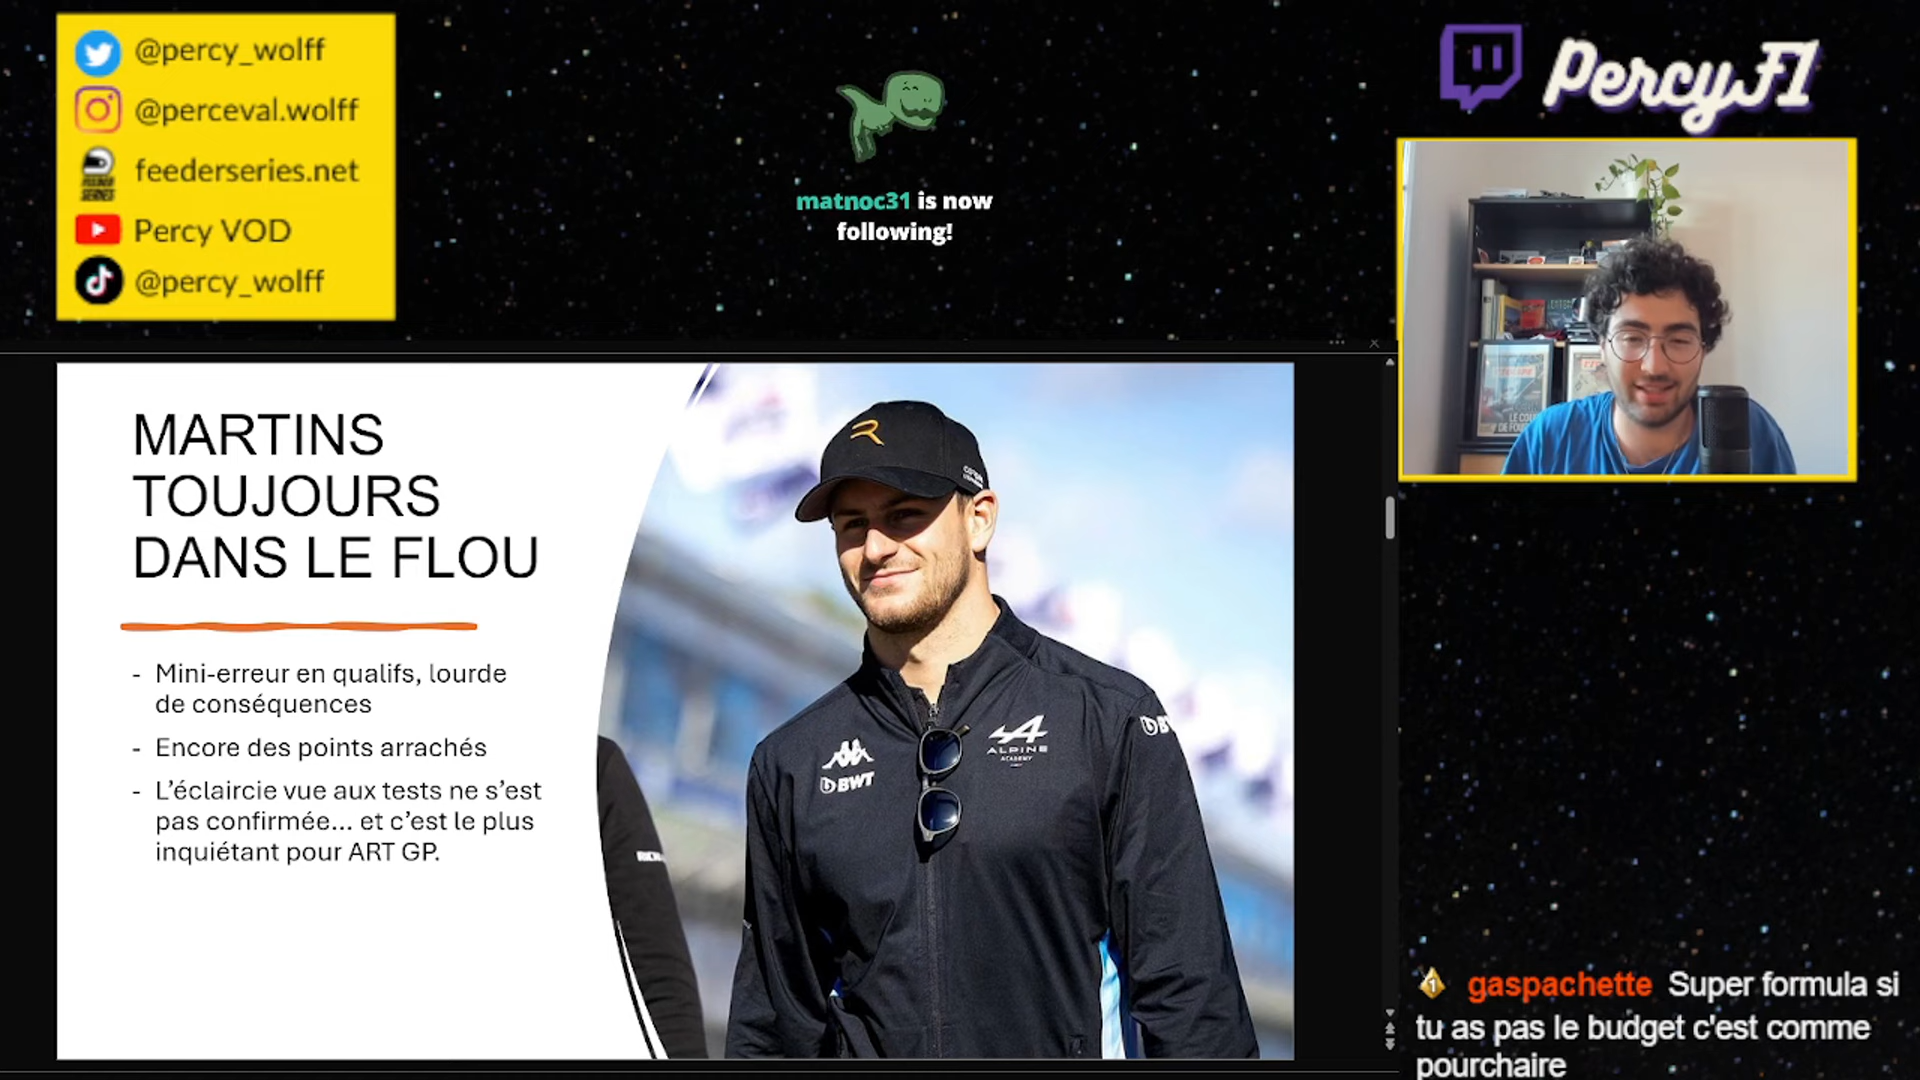 @percy_wolff
@perceval.wolff
feederseries.net
Percy VOD
@percy_wolff
matnoc31 is now
following!
PercyF1
MARTINS
TOUJOURS
DANS LE FLOU
- Mini-erreur en qualifs, lourde
de conséquences
- Encore des points arrachés
- L'éclaircie vue aux tests ne s'est
pas confirmée... et c'est le plus
inquiétant pour ART GP.
R
ALPINE
ACADEMY
BWT
gaspachette Super formula si
tu as pas le budget c'est comme
pourchaire